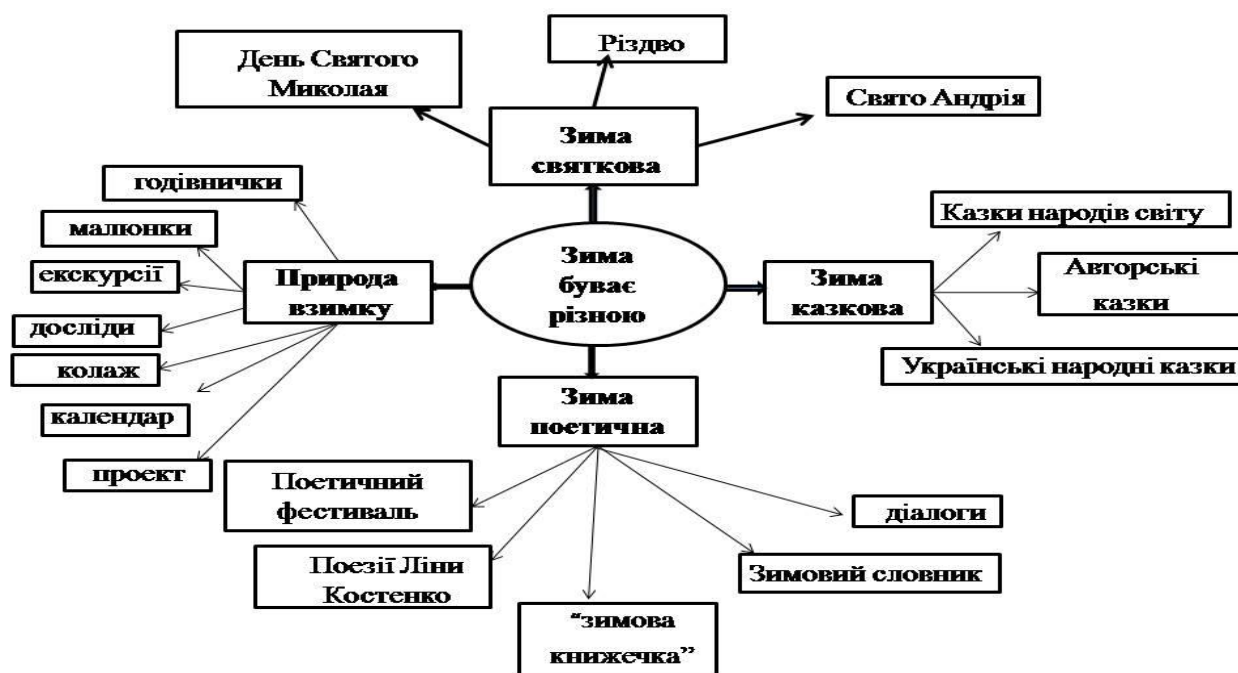 Різдво
День Святого
Миколая
Свято Андрія
Зима
святкова
годівнички
малюнки
екскурсії
досліди
колаж
календар
проект
Природа
взимку
Зима
буває
різною
Зима
казкова
Казки народів світу
Авторські
казки
Українські народні казки
Зима
поетична
Поетичний
фестиваль
Поезії Ліни
Костенко
“зимова
книжечка”
Зимовий словник
діалоги